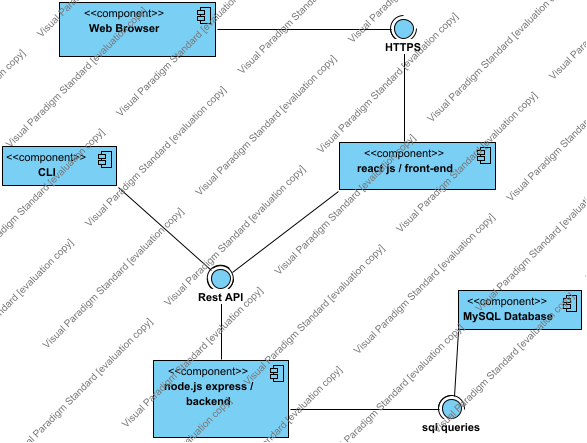 <<component>>
Web Browser
HTTPS
<<component>>
CLI
<<component>>
react js / front-end
Rest API
<<component>>
MySQL Database
<<component>>
node.js express /
backend
sql queries
Visual Paradigm Standard [evaluation copy]